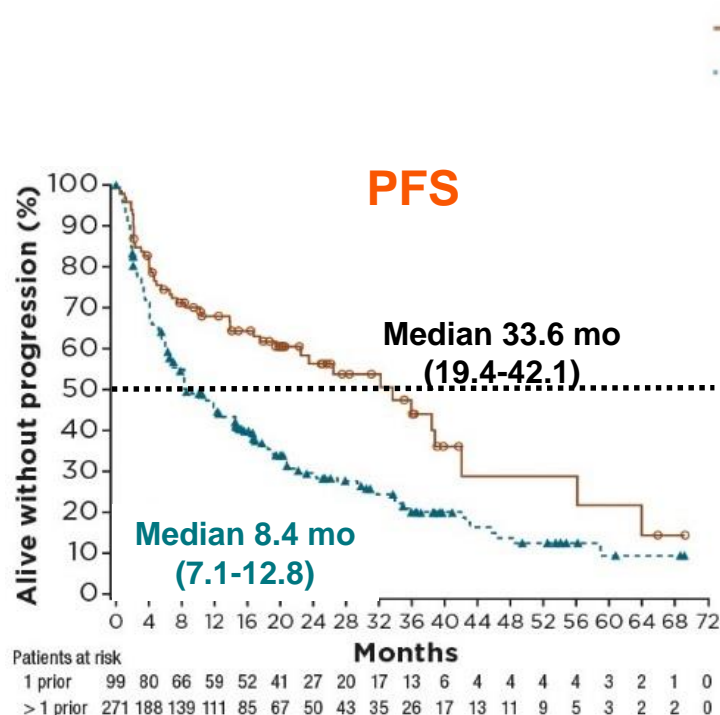 PFS
Alive without progression (%)
100
90
80
70
60
50
40
30
20
10
0
Median 33.6 mo
(19.4-42.1)
Median 8.4 mo
(7.1-12.8)
0 4 8 12 16 20 24 28 32 36 40 44 48 52 56 60 64 68 72
Months
Patients at risk
1 prior 99 80 66 59 52 41 27 20 17 13 6 4 4 4 4 3 2 1 0
> 1 prior 271 188 139 111 85 67 50 43 35 26 17 13 11 9 5 3 2 2 0